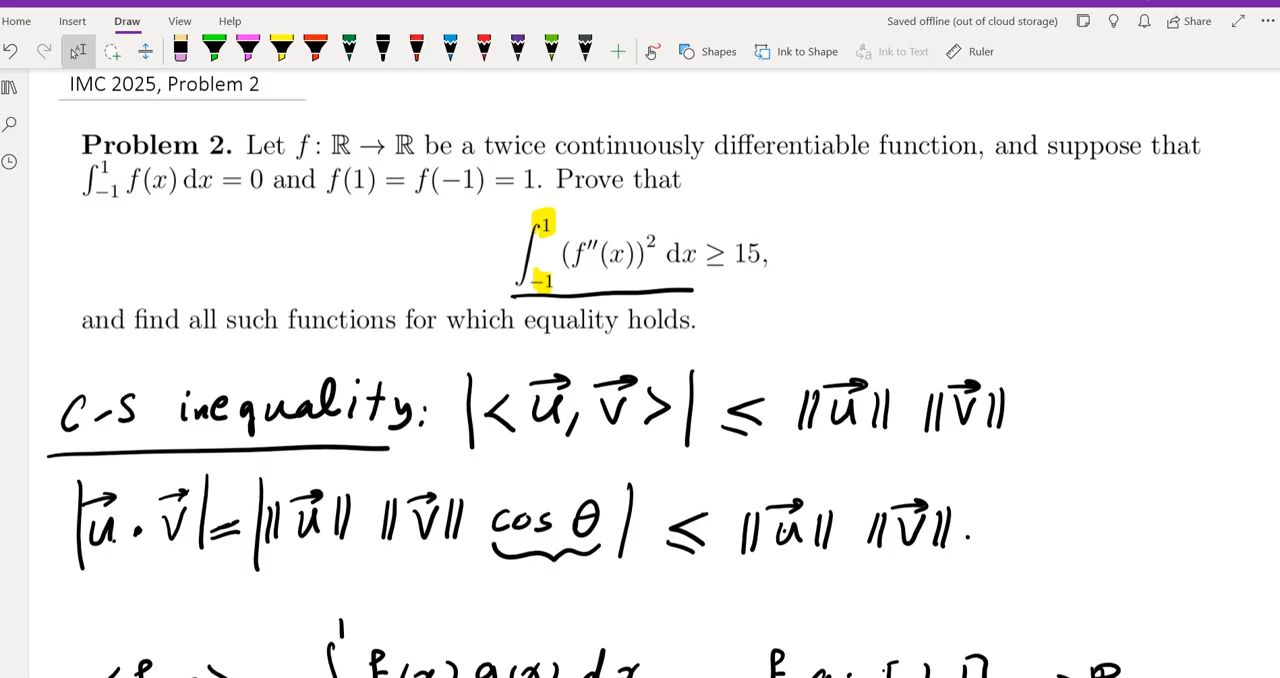 Home Insert Draw View Help Saved offline (out of cloud storage) Share
Shapes Ink to Shape Ink to Text Ruler
IMC 2025, Problem 2
Problem 2. Let f: ℝ → ℝ be a twice continuously differentiable function, and suppose that
∫_{-1}^{1} f(x) dx = 0 and f(1) = f(−1) = 1. Prove that
∫_{-1}^{1} (f″(x))² dx ≥ 15,
and find all such functions for which equality holds.
C-S inequality: |<u⃗, v⃗>| ≤ ||u⃗|| ||v⃗||
|u⃗ · v⃗| = | ||u⃗|| ||v⃗|| cos θ | ≤ ||u⃗|| ||v⃗||.